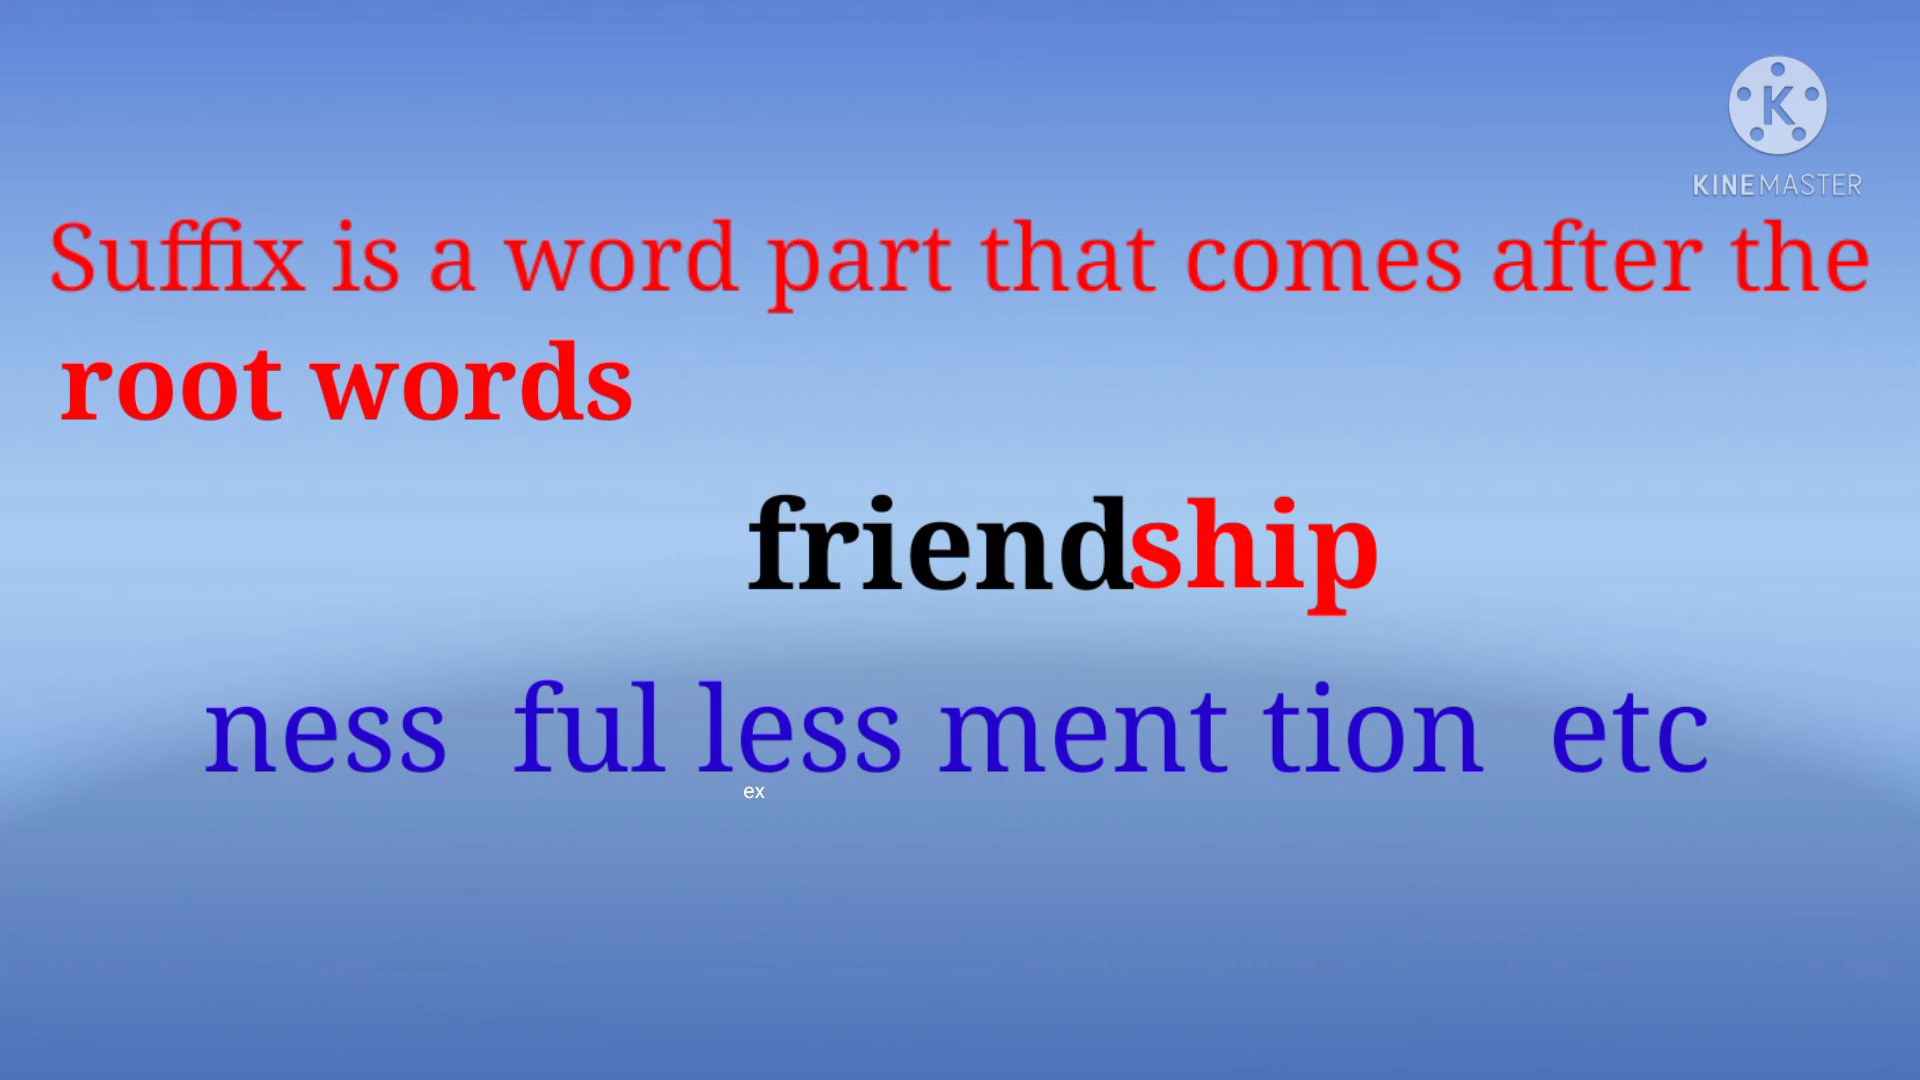 KINEMASTER
Suffix is a word part that comes after the
root words
friendship
ness ful less ment tion etc
ex